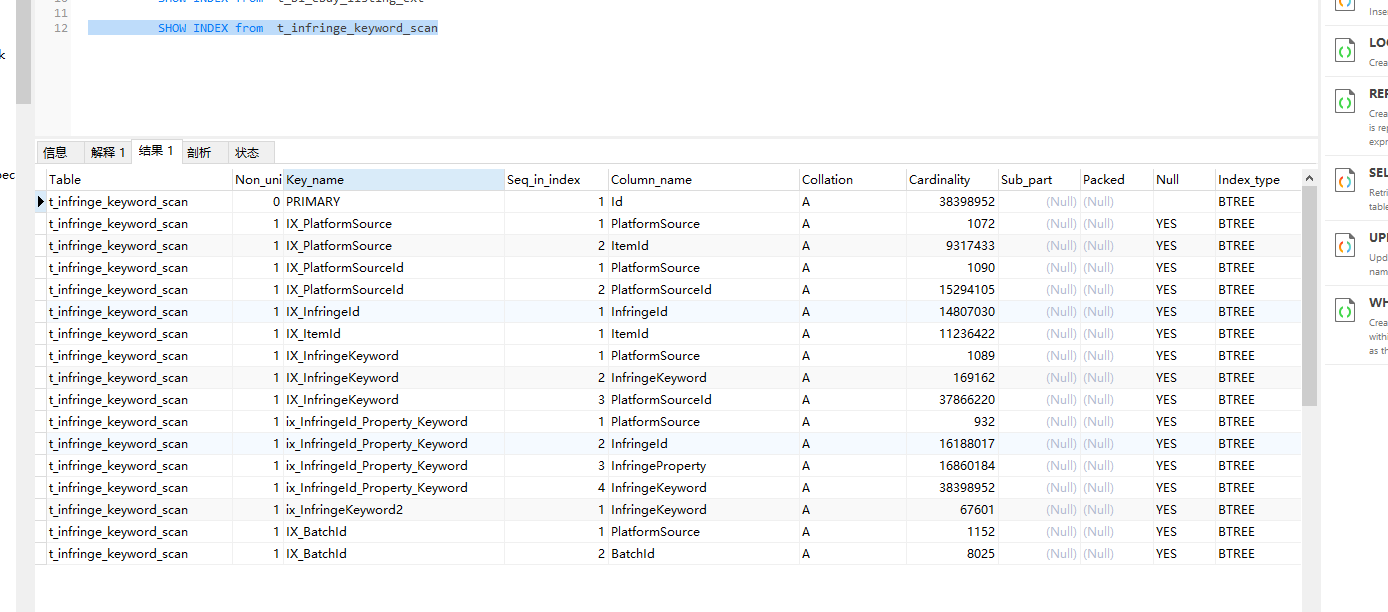 11
12 SHOW INDEX from t_infringe_keyword_scan
信息 解释 1 结果 1 剖析 状态
Table Non_uni Key_name Seq_in_index Column_name Collation Cardinality Sub_part Packed Null Index_type
t_infringe_keyword_scan 0 PRIMARY 1 Id A 38398952 (Null) (Null) BTREE
t_infringe_keyword_scan 1 IX_PlatformSource 1 PlatformSource A 1072 (Null) (Null) YES BTREE
t_infringe_keyword_scan 1 IX_PlatformSource 2 ItemId A 9317433 (Null) (Null) YES BTREE
t_infringe_keyword_scan 1 IX_PlatformSourceId 1 PlatformSource A 1090 (Null) (Null) YES BTREE
t_infringe_keyword_scan 1 IX_PlatformSourceId 2 PlatformSourceId A 15294105 (Null) (Null) YES BTREE
t_infringe_keyword_scan 1 IX_InfringeId 1 InfringeId A 14807030 (Null) (Null) YES BTREE
t_infringe_keyword_scan 1 IX_ItemId 1 ItemId A 11236422 (Null) (Null) YES BTREE
t_infringe_keyword_scan 1 IX_InfringeKeyword 1 PlatformSource A 1089 (Null) (Null) YES BTREE
t_infringe_keyword_scan 1 IX_InfringeKeyword 2 InfringeKeyword A 169162 (Null) (Null) YES BTREE
t_infringe_keyword_scan 1 IX_InfringeKeyword 3 PlatformSourceId A 37866220 (Null) (Null) YES BTREE
t_infringe_keyword_scan 1 ix_InfringeId_Property_Keyword 1 PlatformSource A 932 (Null) (Null) YES BTREE
t_infringe_keyword_scan 1 ix_InfringeId_Property_Keyword 2 InfringeId A 16188017 (Null) (Null) YES BTREE
t_infringe_keyword_scan 1 ix_InfringeId_Property_Keyword 3 InfringeProperty A 16860184 (Null) (Null) YES BTREE
t_infringe_keyword_scan 1 ix_InfringeId_Property_Keyword 4 InfringeKeyword A 38398952 (Null) (Null) YES BTREE
t_infringe_keyword_scan 1 ix_InfringeKeyword2 1 InfringeKeyword A 67601 (Null) (Null) YES BTREE
t_infringe_keyword_scan 1 IX_BatchId 1 PlatformSource A 1152 (Null) (Null) YES BTREE
t_infringe_keyword_scan 1 IX_BatchId 2 BatchId A 8025 (Null) (Null) YES BTREE
Inser
LOO
Crea
REP
Crea
is rep
expr
SEL
Retri
table
UPI
Upd
nam
WH
Crea
withi
as th